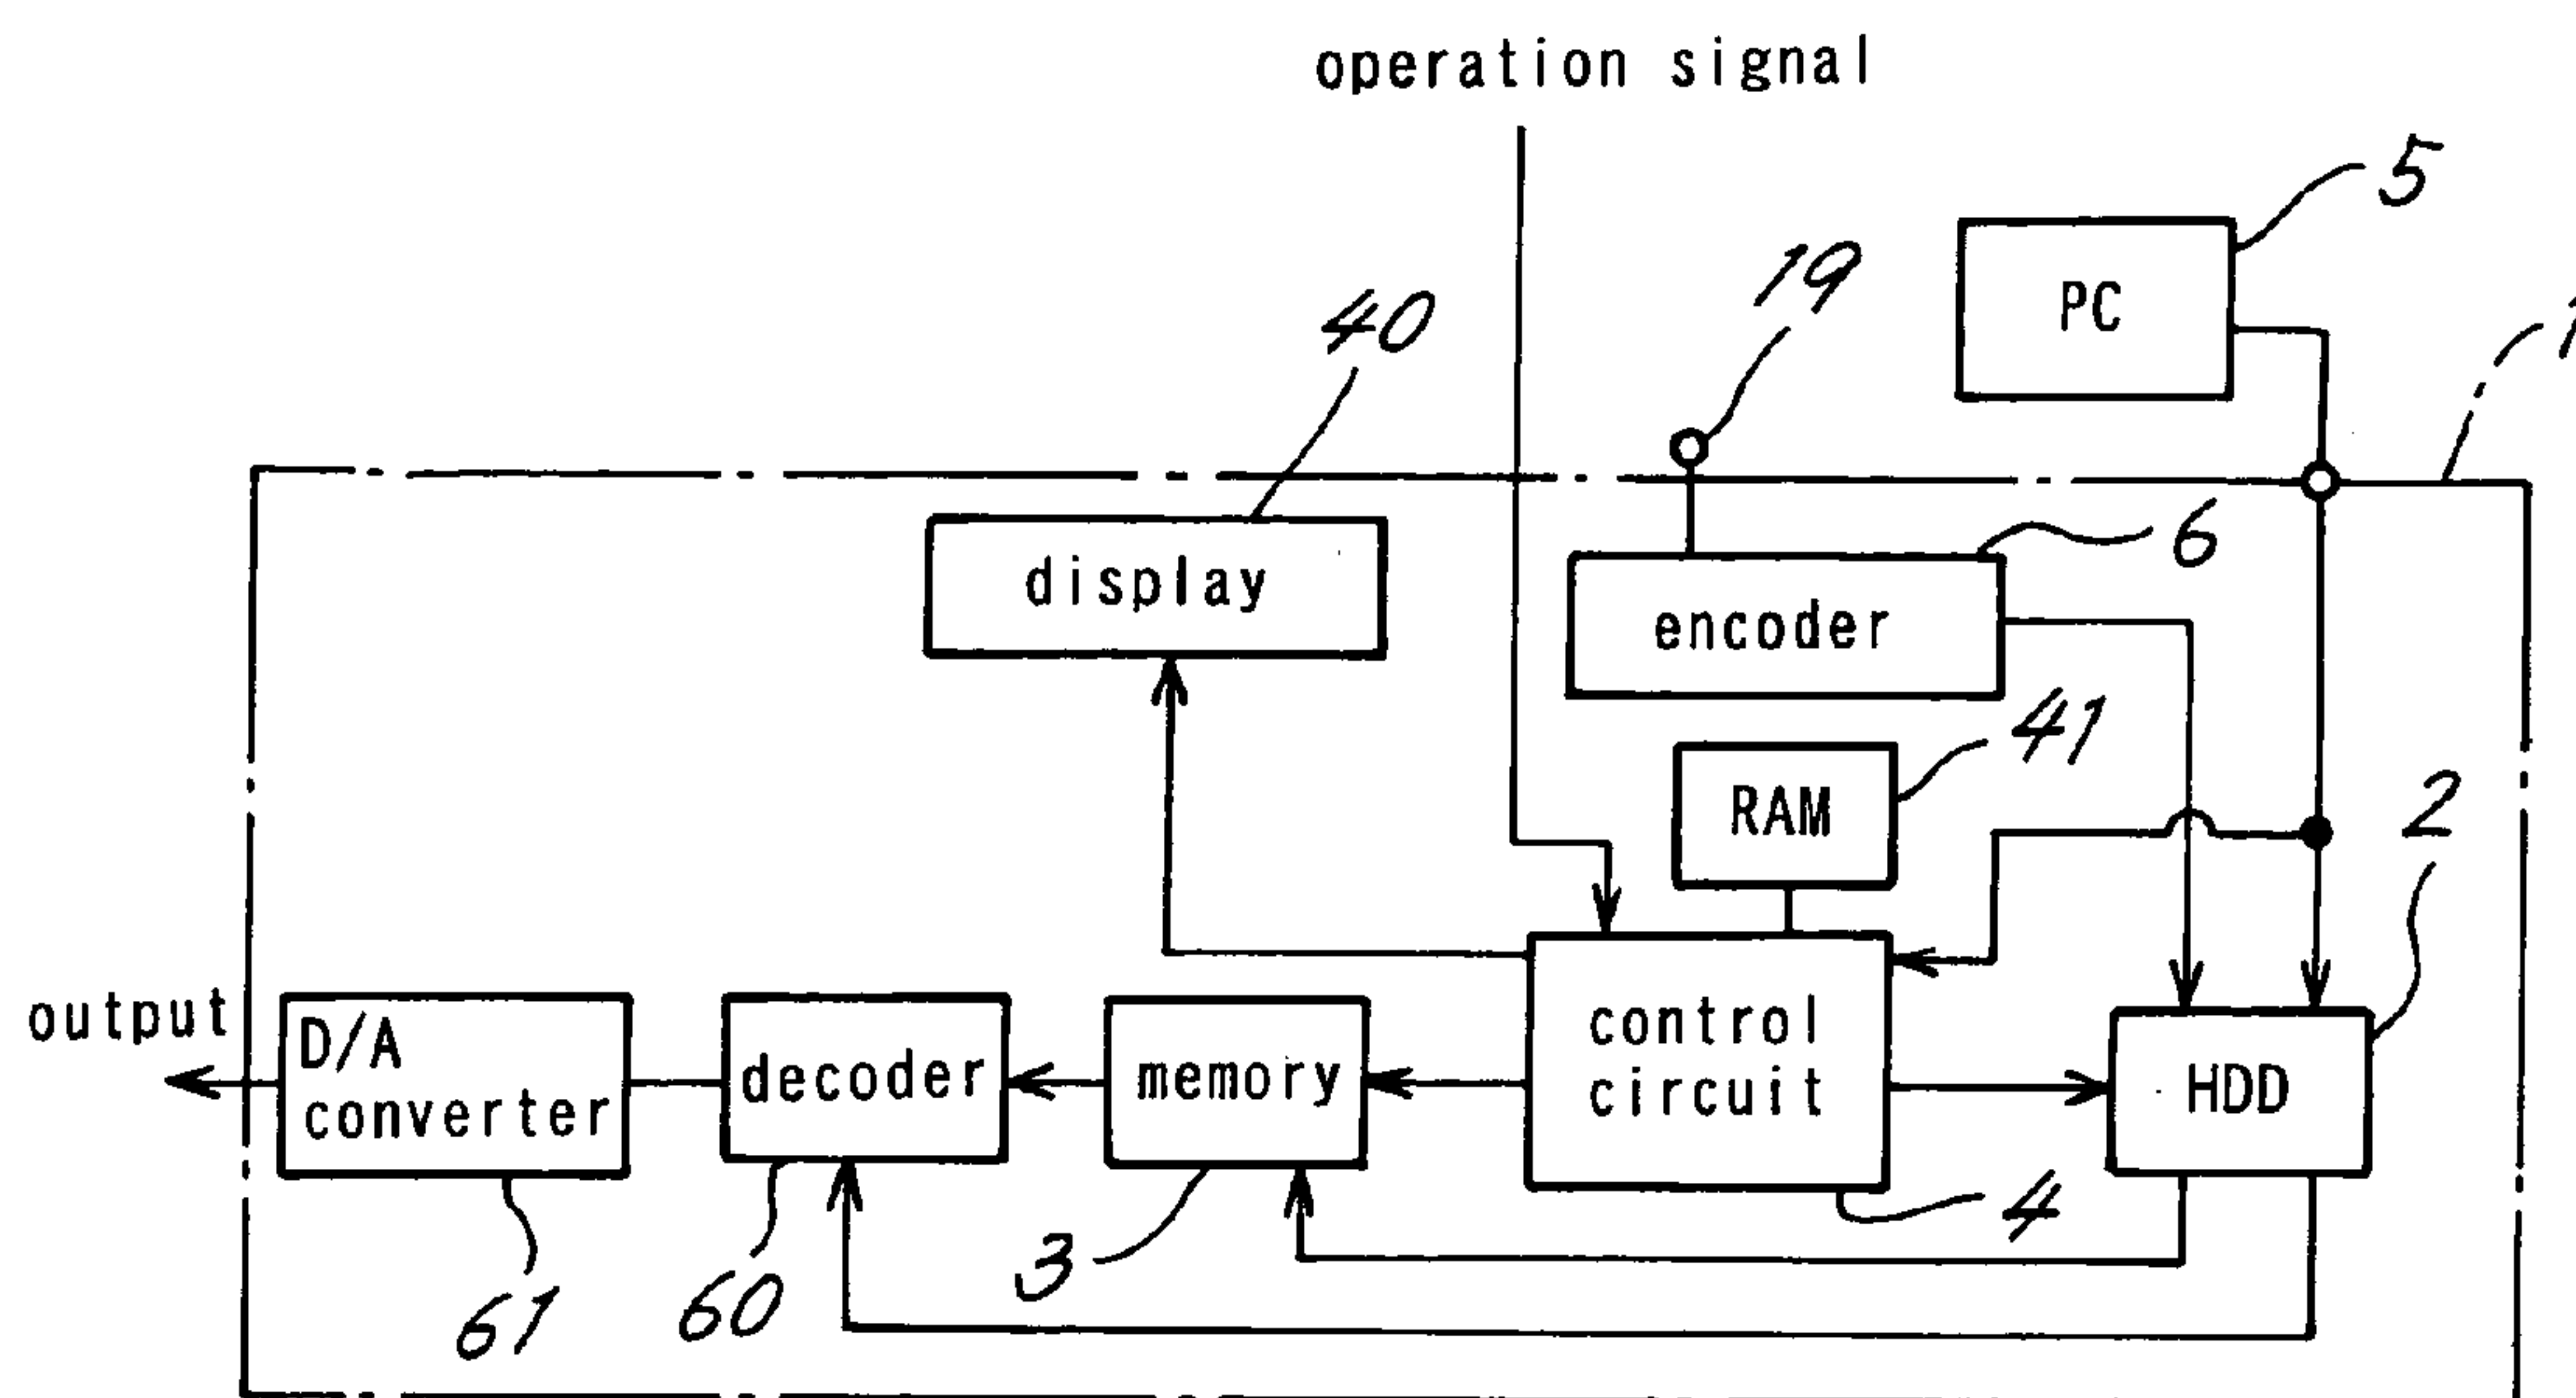 operation signal
5
PC
19
1
40
6
display
encoder
41
RAM
2
output
D/A
converter
decoder
memory
control
circuit
HDD
4
3
60
61